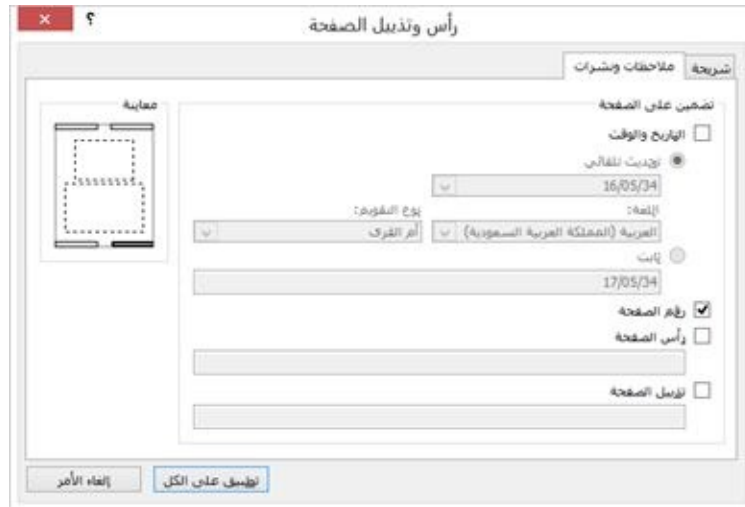 رأس وتذييل الصفحة ؟
شريحة ملاحظات ونشرات
تضمين على الصفحة
معاينة
التاريخ والوقت
تحديث تلقائي
16/05/34
اللغة: نوع التقويم:
العربية (المملكة العربية السعودية) أم القرى
ثابت
17/05/34
رقم الصفحة
رأس الصفحة
تذييل الصفحة
تطبيق على الكل إلغاء الأمر